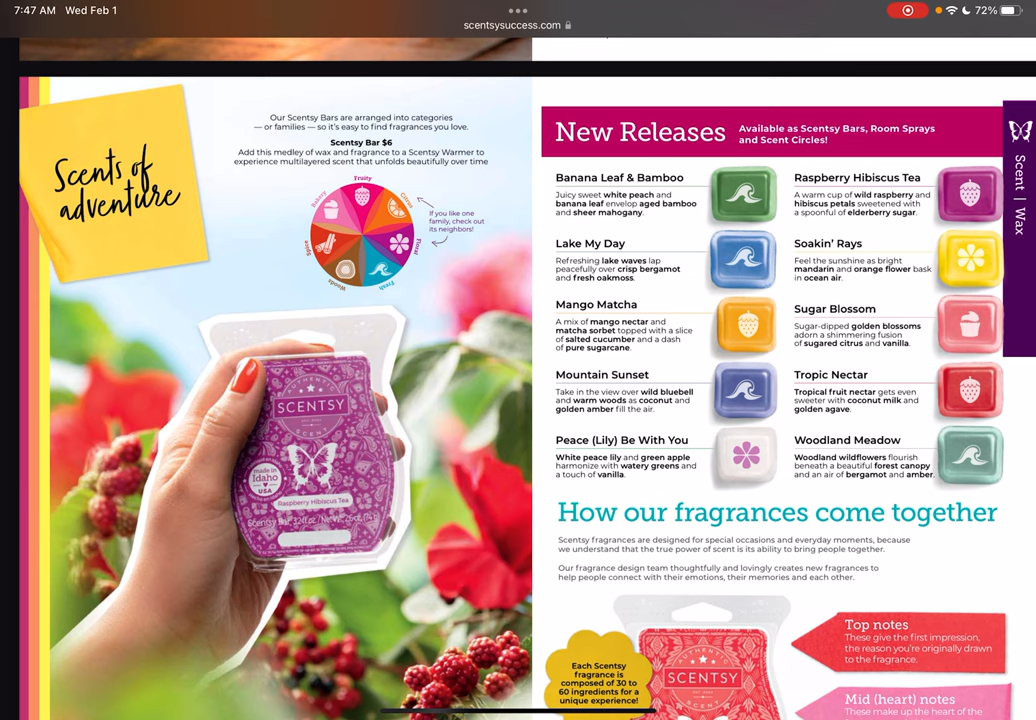 7:47 AM Wed Feb 1
72%
scentsysuccess.com
Scents of
adventure
Our Scentsy Bars are arranged into categories
— or families — so it's easy to find fragrances you love.
Scentsy Bar $6
Add this medley of wax and fragrance to a Scentsy Warmer to
experience multilayered scent that unfolds beautifully over time
Fruity
Citrus
Floral
Fresh
Woods
Bakery
If you like one
family, check out
its neighbors!
AUTHENTIC
SCENTSY
SCENT
made in
Idaho
USA
Raspberry Hibiscus Tea
New Releases
Available as Scentsy Bars, Room Sprays
and Scent Circles!
Scent | Wax
Banana Leaf & Bamboo
Juicy sweet white peach and
banana leaf envelop aged bamboo
and sheer mahogany.
Lake My Day
Refreshing lake waves lap
peacefully over crisp bergamot
and fresh oakmoss.
Mango Matcha
A mix of mango nectar and
matcha sorbet topped with a slice
of salted cucumber and a dash
of pure sugarcane.
Mountain Sunset
Take in the view over wild bluebell
and warm woods as coconut and
golden amber fill the air.
Peace (Lily) Be With You
White peace lily and green apple
harmonize with watery greens and
a touch of vanilla.
Raspberry Hibiscus Tea
A warm cup of wild raspberry and
hibiscus petals sweetened with
a spoonful of elderberry sugar.
Soakin' Rays
Feel the sunshine as bright
mandarin and orange flower bask
in ocean air.
Sugar Blossom
Sugar-dipped golden blossoms
adorn a shimmering fusion
of sugared citrus and vanilla.
Tropic Nectar
Tropical fruit nectar gets even
sweeter with coconut milk and
golden agave.
Woodland Meadow
Woodland wildflowers flourish
beneath a beautiful forest canopy
and an air of bergamot and amber.
How our fragrances come together
Scentsy fragrances are designed for special occasions and everyday moments, because
we understand that the true power of scent is its ability to bring people together.
Our fragrance design team thoughtfully and lovingly creates new fragrances to
help people connect with their emotions, their memories and each other.
Each Scentsy
fragrance is
composed of 30 to
60 ingredients for a
unique experience!
AUTHENTIC
SCENTSY
Top notes
These give the first impression,
the reason you're originally drawn
to the fragrance.
Mid (heart) notes
These make up the heart of the